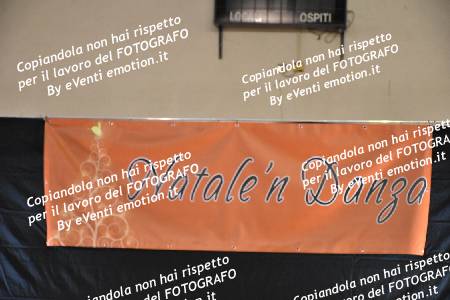 LOCALI OSPITI
Copiandola non hai rispetto
per il lavoro del FOTOGRAFO
By eVenti emotion.it
Copiandola non hai rispetto
per il lavoro del FOTOGRAFO
By eVenti emotion.it
Natale'n Danza
Copiandola non hai rispetto
per il lavoro del FOTOGRAFO
By eVenti emotion.it
Copiandola non hai rispetto
per il lavoro del FOTOGRAFO
By eVenti emotion.it
Copiandola non hai rispetto
per il lavoro del FOTOGRAFO
By eVenti emotion.it
Copiandola non hai rispetto
per il lavoro del FOTOGRAFO